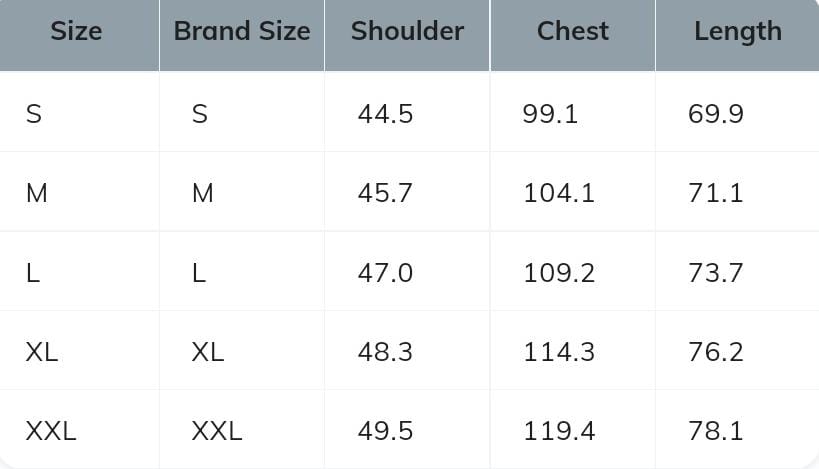 Size Brand Size Shoulder Chest Length
S S 44.5 99.1 69.9
M M 45.7 104.1 71.1
L L 47.0 109.2 73.7
XL XL 48.3 114.3 76.2
XXL XXL 49.5 119.4 78.1